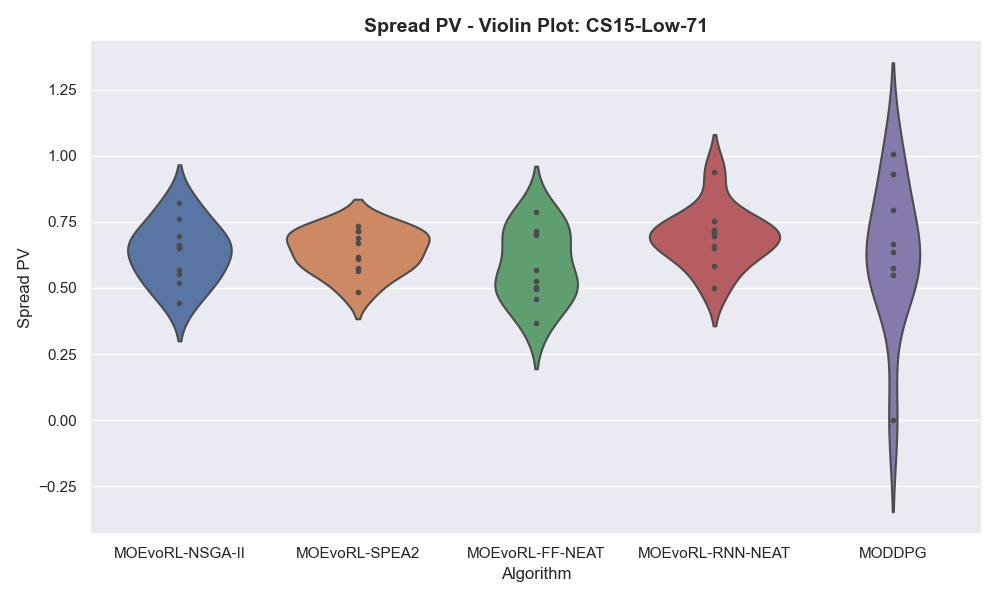 Spread PV - Violin Plot: CS15-Low-71
Spread PV
1.25
1.00
0.75
0.50
0.25
0.00
−0.25
MOEvoRL-NSGA-II
MOEvoRL-SPEA2
MOEvoRL-FF-NEAT
MOEvoRL-RNN-NEAT
MODDPG
Algorithm